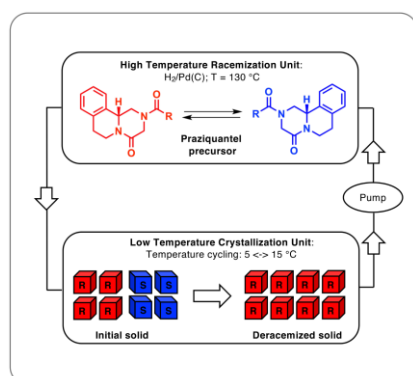 High Temperature Racemization Unit:
H₂/Pd(C); T = 130 °C
H O
N R
N
O
O H
R N
N
O
Praziquantel
precursor
Pump
Low Temperature Crystallization Unit:
Temperature cycling: 5 <-> 15 °C
R R S S R R R R
R R S S R R R R
Initial solid Deracemized solid